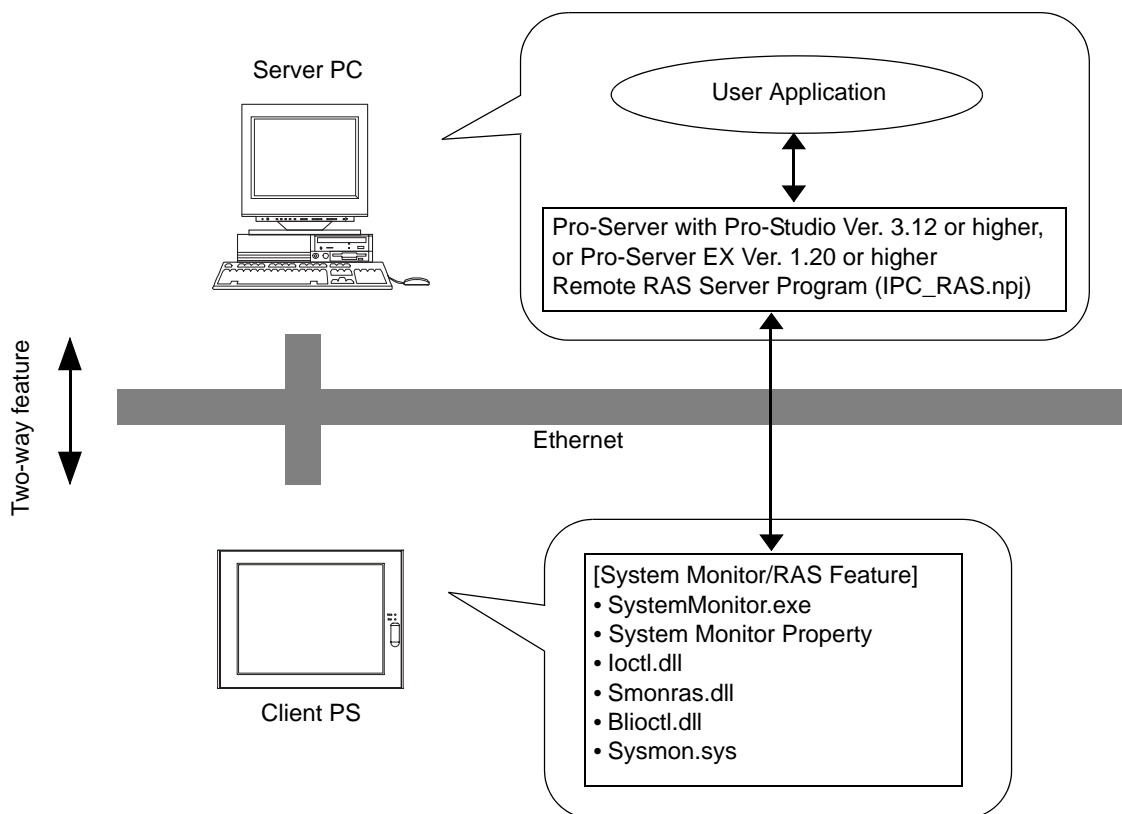 Server PC
User Application
Pro-Server with Pro-Studio Ver. 3.12 or higher,
or Pro-Server EX Ver. 1.20 or higher
Remote RAS Server Program (IPC_RAS.npj)
Two-way feature
Ethernet
Client PS
[System Monitor/RAS Feature]
• SystemMonitor.exe
• System Monitor Property
• Ioctl.dll
• Smonras.dll
• Blioctl.dll
• Sysmon.sys